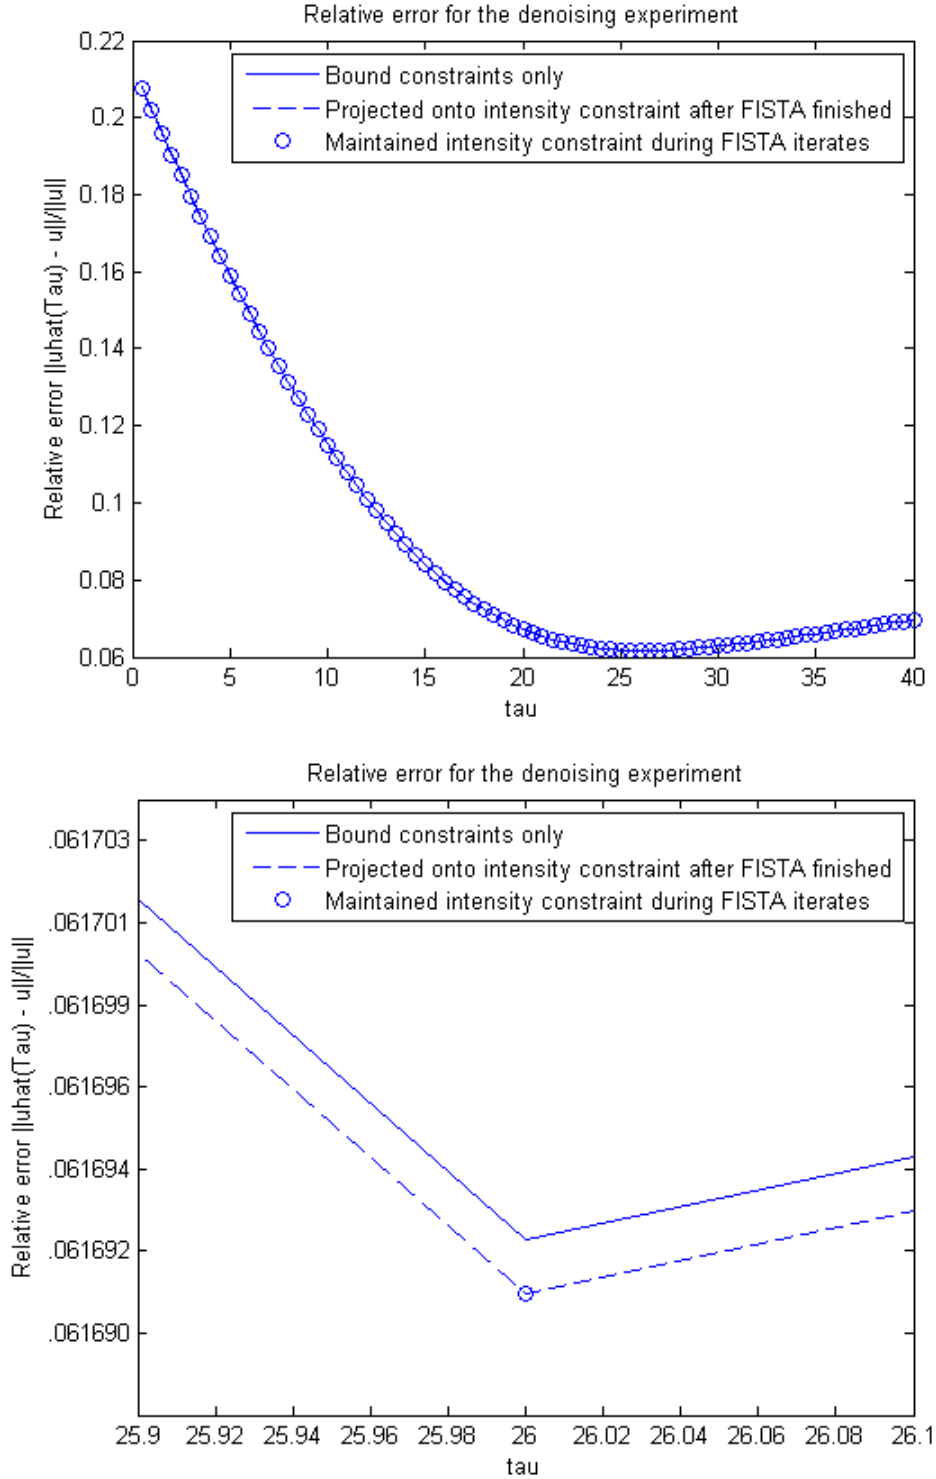 Relative error for the denoising experiment
0.22
0.2
0.18
0.16
0.14
0.12
0.1
0.08
0.06
Relative error ||uhat(Tau) - u||/||u||
Bound constraints only
Projected onto intensity constraint after FISTA finished
Maintained intensity constraint during FISTA iterates
0 5 10 15 20 25 30 35 40
tau
Relative error for the denoising experiment
.061703
.061701
.061699
.061696
.061694
.061692
.061690
Relative error ||uhat(Tau) - u||/||u||
Bound constraints only
Projected onto intensity constraint after FISTA finished
Maintained intensity constraint during FISTA iterates
25.9 25.92 25.94 25.96 25.98 26 26.02 26.04 26.06 26.08 26.1
tau